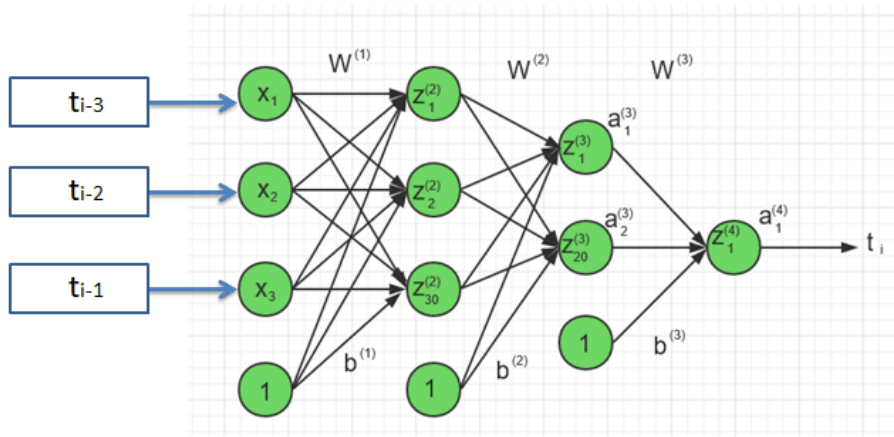 W⁽¹⁾
W⁽²⁾
W⁽³⁾
tᵢ₋₃
x₁
z₁⁽²⁾
a₁⁽³⁾
z₁⁽³⁾
tᵢ₋₂
x₂
z₂⁽²⁾
a₂⁽³⁾
z₂₀⁽³⁾
a₁⁽⁴⁾
z₁⁽⁴⁾
t ᵢ
tᵢ₋₁
x₃
z₃₀⁽²⁾
1
b⁽³⁾
b⁽¹⁾
b⁽²⁾
1
1